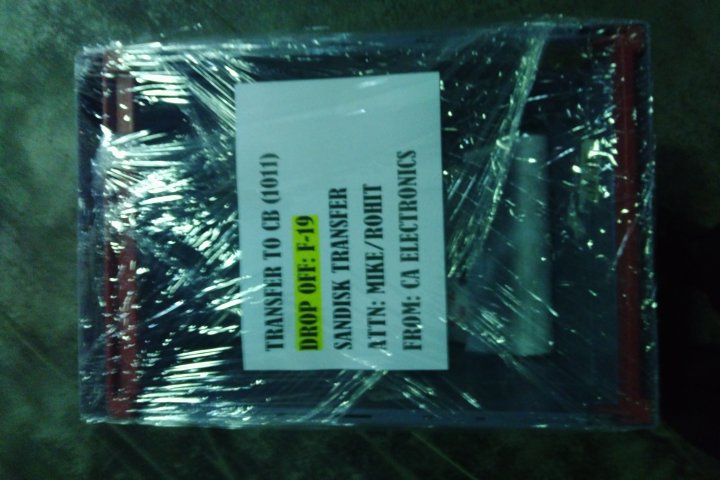 TRANSFER TO CB (1011)
DROP OFF: F-19
SANDISK TRANSFER
ATTN: MIKE/ROHIT
FROM: CA ELECTRONICS